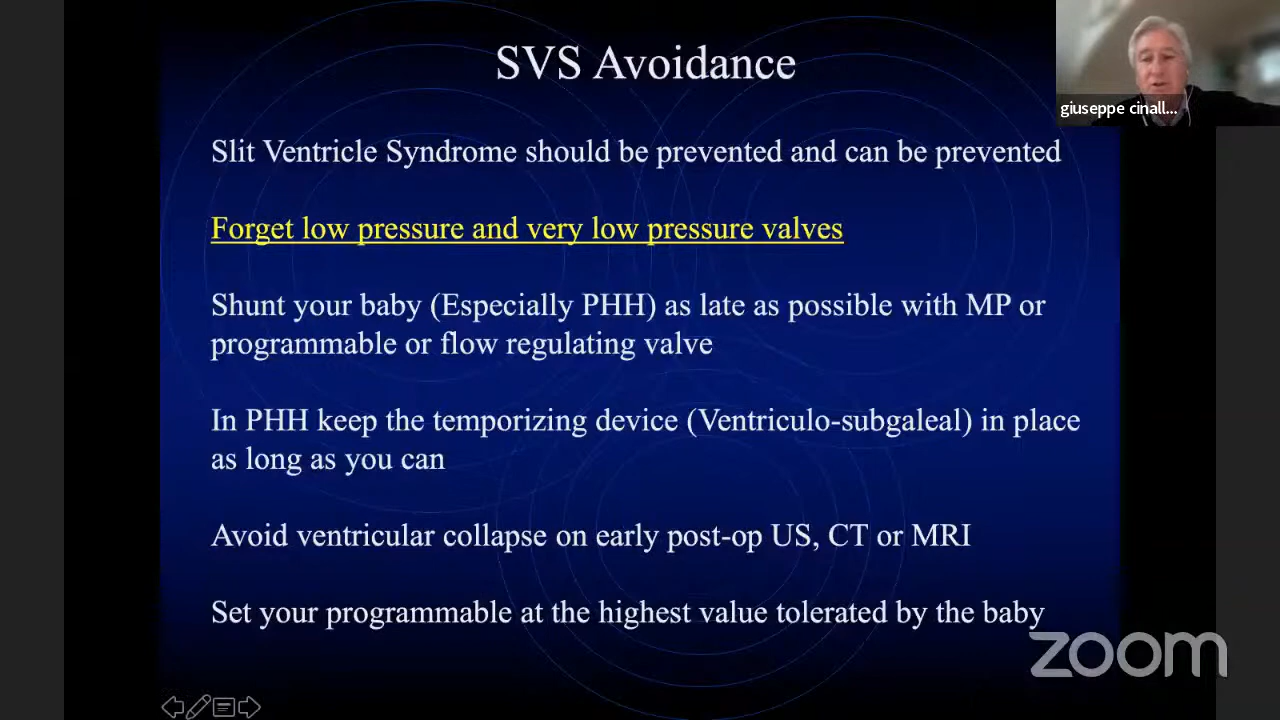 SVS Avoidance
giuseppe cinall...
Slit Ventricle Syndrome should be prevented and can be prevented
Forget low pressure and very low pressure valves
Shunt your baby (Especially PHH) as late as possible with MP or
programmable or flow regulating valve
In PHH keep the temporizing device (Ventriculo-subgaleal) in place
as long as you can
Avoid ventricular collapse on early post-op US, CT or MRI
Set your programmable at the highest value tolerated by the baby
zoom